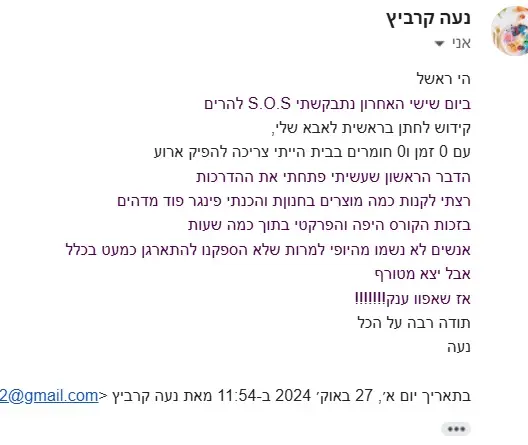 נעה קרביץ
אני
הי ראשל
ביום שישי האחרון נתבקשתי S.O.S להרים
קידוש לחתן בראשית לאבא שלי,
עם 0 זמן ו0 חומרים בבית הייתי צריכה להפיק ארוע
הדבר הראשון שעשיתי פתחתי את ההדרכות
רצתי לקנות כמה מוצרים בחנוןת והכנתי פינגר פוד מדהים
בזכות הקורס היפה והפרקטי בתוך כמה שעות
אנשים לא נשמו מהיופי למרות שלא הספקנו להתארגן כמעט בכלל
אבל יצא מטורף
אז שאפוו ענק!!!!!!!
תודה רבה על הכל
נעה
בתאריך יום א׳, 27 באוק׳ 2024 ב-11:54 מאת נעה קרביץ <2@gmail.com